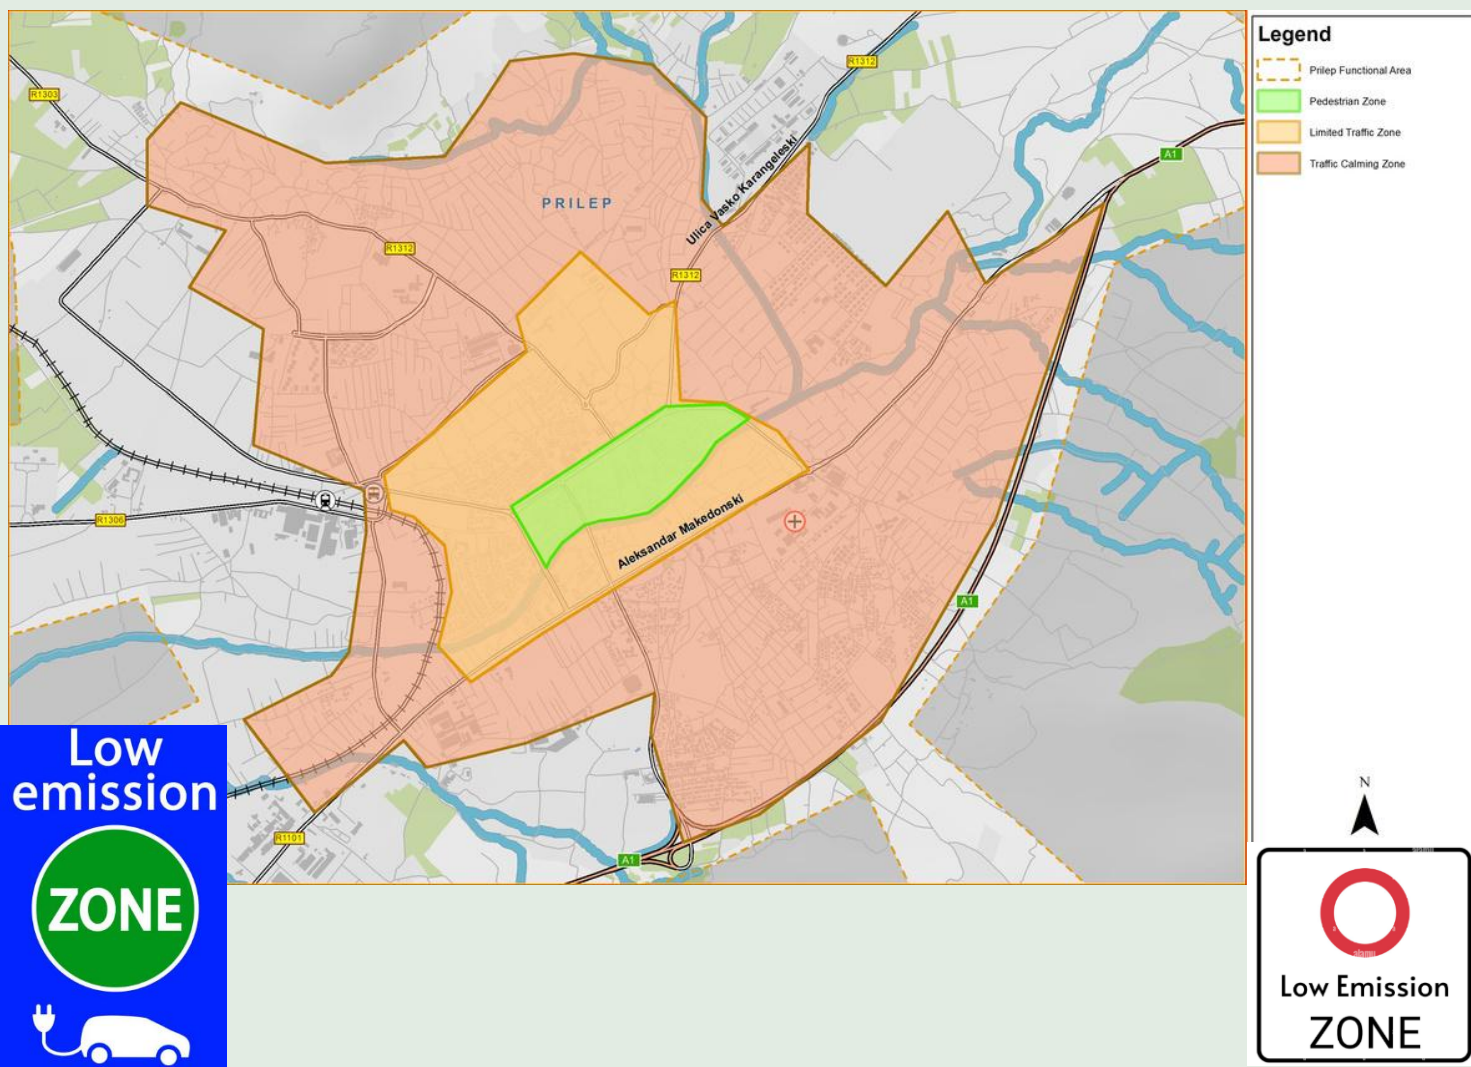 Legend
Prilep Functional Area
Pedestrian Zone
Limited Traffic Zone
Traffic Calming Zone
R1312
R1303
A1
PRILEP
Ulica Vasko Karangeleski
R1312
R1312
Aleksandar Makedonski
R1306
A1
R1101
A1
N
Low
emission
ZONE
Low Emission
ZONE